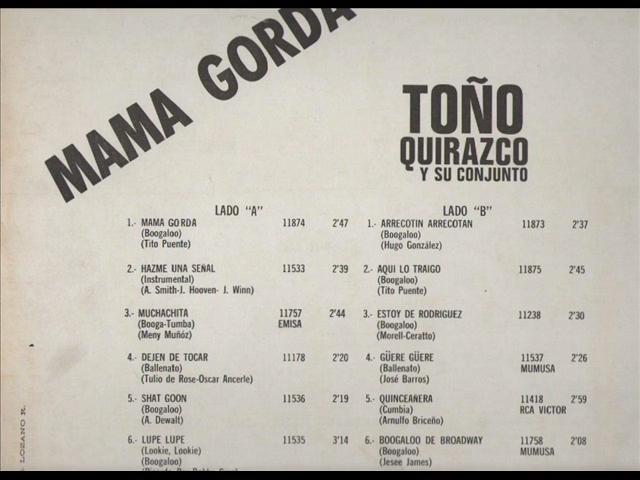 MAMA GORDA
TOÑO
QUIRAZCO
Y SU CONJUNTO
LADO "A"
1.- MAMA GORDA 11874 2'47
(Boogaloo)
(Tito Puente)
2.- HAZME UNA SEÑAL 11533 2'39
(Instrumental)
(A. Smith-J. Hooven- J. Winn)
3.- MUCHACHITA 11757 2'44
(Booga-Tumba) EMISA
(Meny Muñóz)
4.- DEJEN DE TOCAR 11178 2'20
(Ballenato)
(Tulio de Rose-Oscar Ancerle)
5.- SHAT GOON 11536 2'19
(Boogaloo)
(A. Dewalt)
6.- LUPE LUPE 11535 3'14
(Lookie, Lookie)
(Boogaloo)
LADO "B"
1.- ARRECOTIN ARRECOTAN 11873 2'37
(Boogaloo)
(Hugo González)
2.- AQUI LO TRAIGO 11875 2'45
(Boogaloo)
(Tito Puente)
3.- ESTOY DE RODRIGUEZ 11238 2'30
(Boogaloo)
(Morell-Ceratto)
4.- GÜERE GÜERE 11537 2'26
(Ballenato) MUMUSA
(José Barros)
5.- QUINCEAÑERA 11418 2'59
(Cumbia) RCA VICTOR
(Arnulfo Briceño)
6.- BOOGALOO DE BROADWAY 11758 2'08
(Boogaloo) MUMUSA
(Jesee James)
LOZANO R.